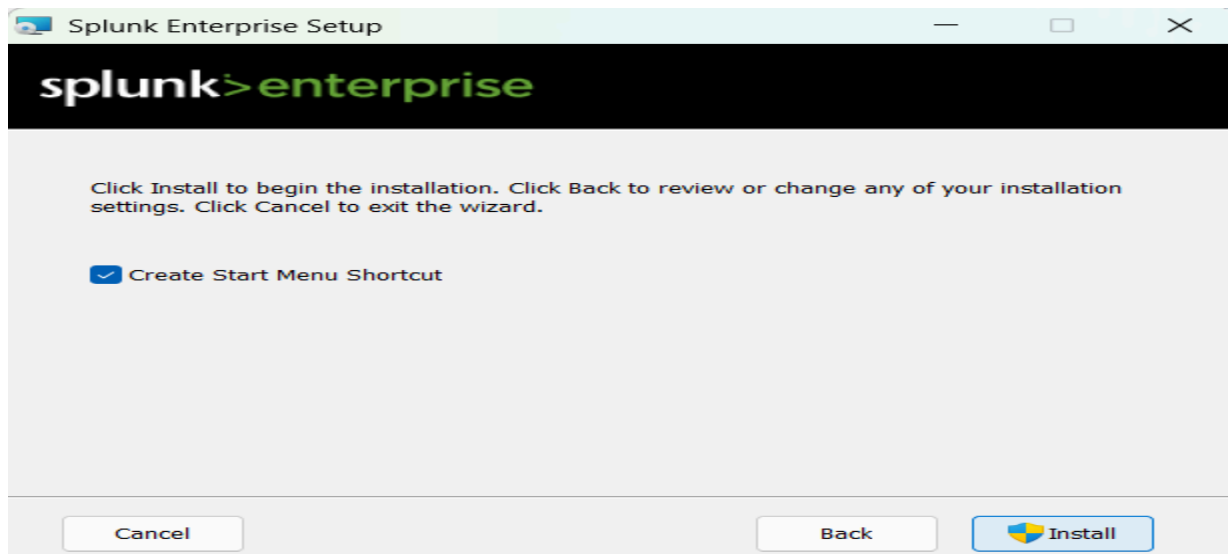 Splunk Enterprise Setup
splunk>enterprise
Click Install to begin the installation. Click Back to review or change any of your installation
settings. Click Cancel to exit the wizard.
Create Start Menu Shortcut
Cancel
Back
Install